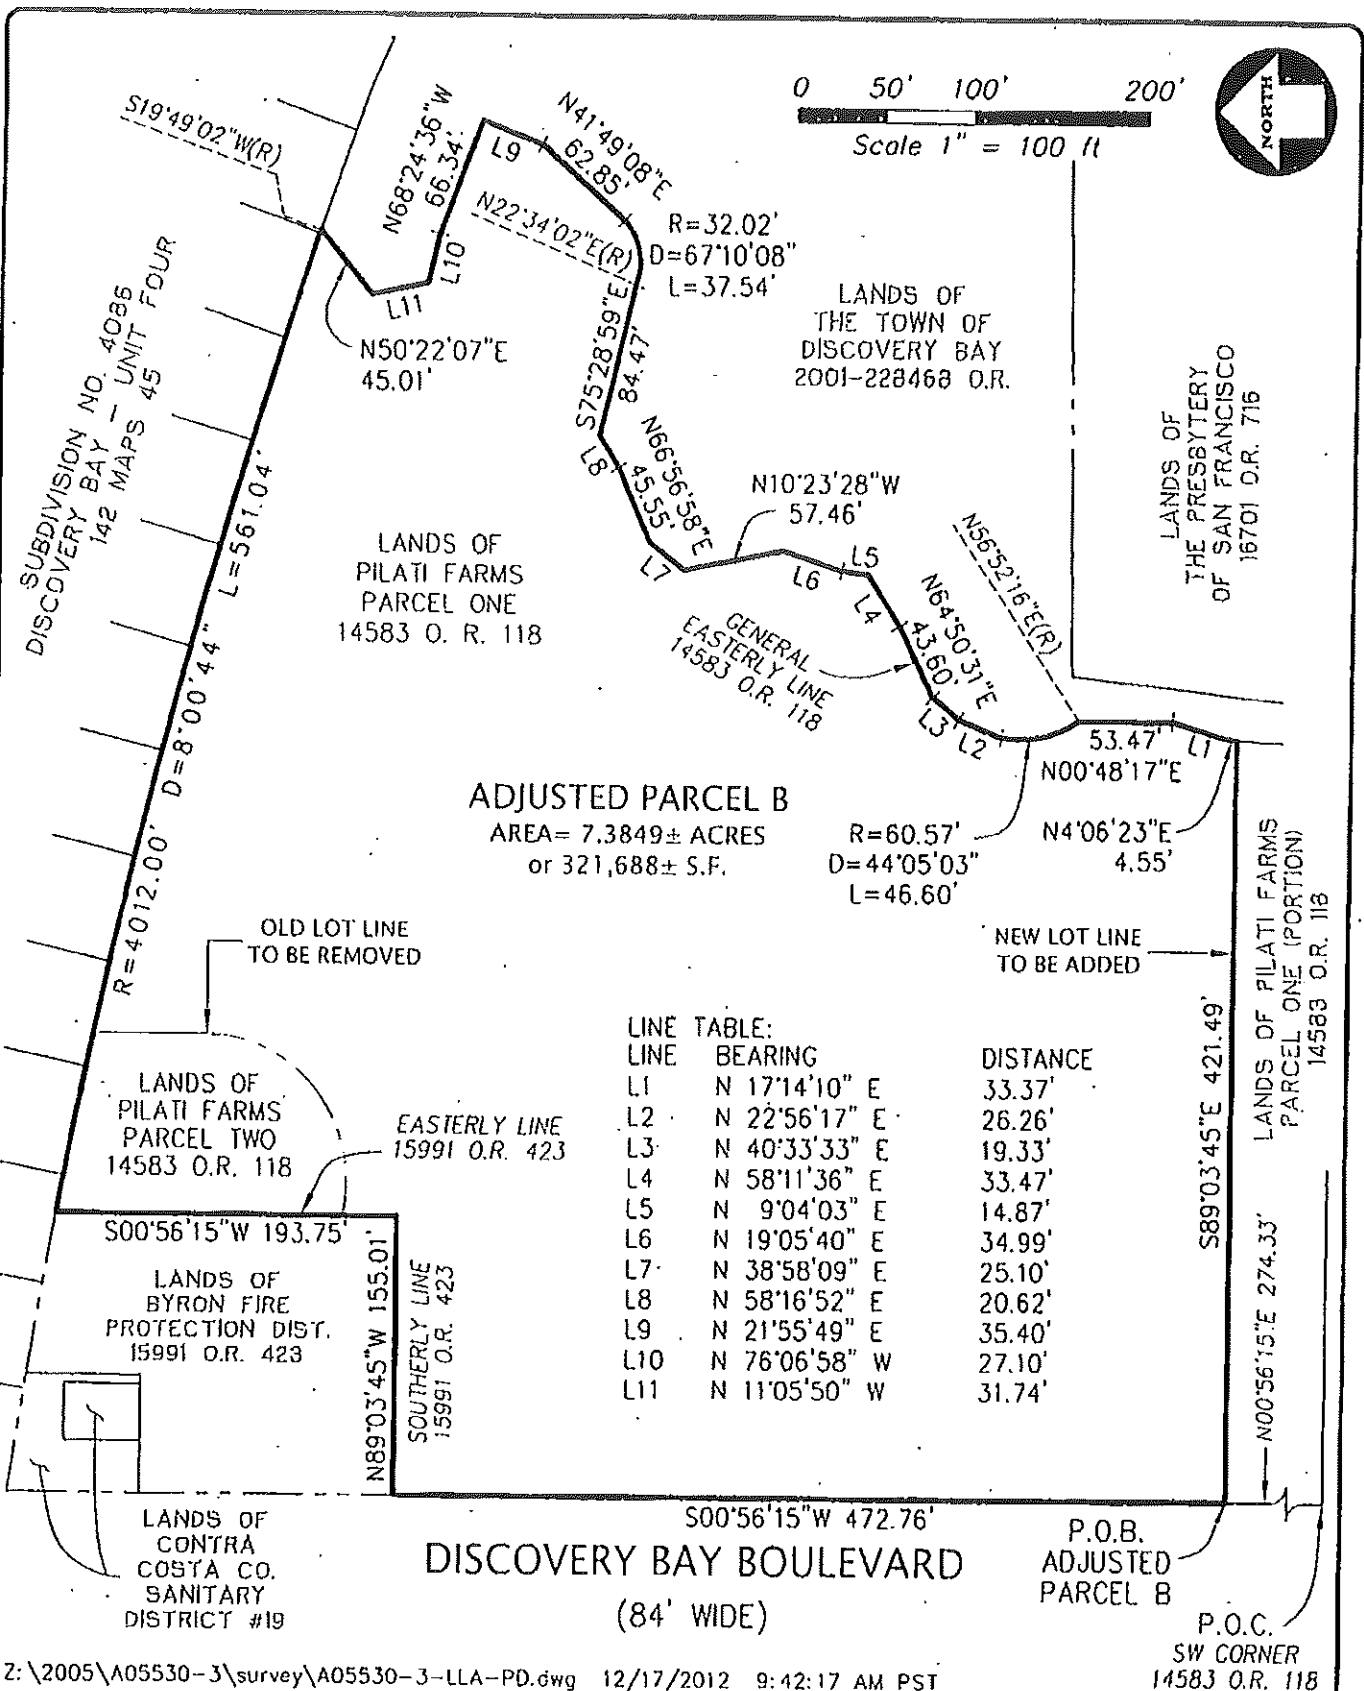 0 50' 100' 200'
Scale 1" = 100 ft
NORTH
S19°49'02"W(R)
N68°24'36"W
66.34'
L9
N41°49'08"E
62.85'
N22°34'02"E(R)
R=32.02'
D=67°10'08"
L=37.54'
L10
L11
N50°22'07"E
45.01'
S75°28'59"E
84.47'
LANDS OF
THE TOWN OF
DISCOVERY BAY
2001-228468 O.R.
LANDS OF
THE PRESBYTERY
OF SAN FRANCISCO
16701 O.R. 716
SUBDIVISION NO. 4086
DISCOVERY BAY - UNIT FOUR
142 MAPS 45
R=4012.00' D=8°00'44" L=561.04'
LANDS OF
PILATI FARMS
PARCEL ONE
14583 O. R. 118
L8
N66°56'58"E
45.55'
L7
N10°23'28"W
57.46'
L6
L5
L4
N64°50'31"E
43.60'
N56°52'16"E(R)
GENERAL
EASTERLY LINE
14583 O.R. 118
L3
L2
53.47'
N00°48'17"E
L1
ADJUSTED PARCEL B
AREA= 7.3849± ACRES
or 321,688± S.F.
R=60.57'
D=44°05'03"
L=46.60'
N4°06'23"E
4.55'
OLD LOT LINE
TO BE REMOVED
NEW LOT LINE
TO BE ADDED
LANDS OF PILATI FARMS
PARCEL ONE (PORTION)
14583 O.R. 118
S89°03'45"E 421.49'
LANDS OF
PILATI FARMS
PARCEL TWO
14583 O.R. 118
EASTERLY LINE
15991 O.R. 423
LINE TABLE:
LINE BEARING DISTANCE
L1 N 17°14'10" E 33.37'
L2 N 22°56'17" E 26.26'
L3 N 40°33'33" E 19.33'
L4 N 58°11'36" E 33.47'
L5 N 9°04'03" E 14.87'
L6 N 19°05'40" E 34.99'
L7 N 38°58'09" E 25.10'
L8 N 58°16'52" E 20.62'
L9 N 21°55'49" E 35.40'
L10 N 76°06'58" W 27.10'
L11 N 11°05'50" W 31.74'
S00°56'15"W 193.75'
LANDS OF
BYRON FIRE
PROTECTION DIST.
15991 O.R. 423
N89°03'45"W 155.01'
SOUTHERLY LINE
15991 O.R. 423
N00°56'15"E 274.33'
LANDS OF
CONTRA
COSTA CO.
SANITARY
DISTRICT #19
S00°56'15"W 472.76'
DISCOVERY BAY BOULEVARD
(84' WIDE)
P.O.B.
ADJUSTED
PARCEL B
P.O.C.
SW CORNER
14583 O.R. 118
Z:\2005\A05530-3\survey\A05530-3-LLA-PD.dwg 12/17/2012 9:42:17 AM PST